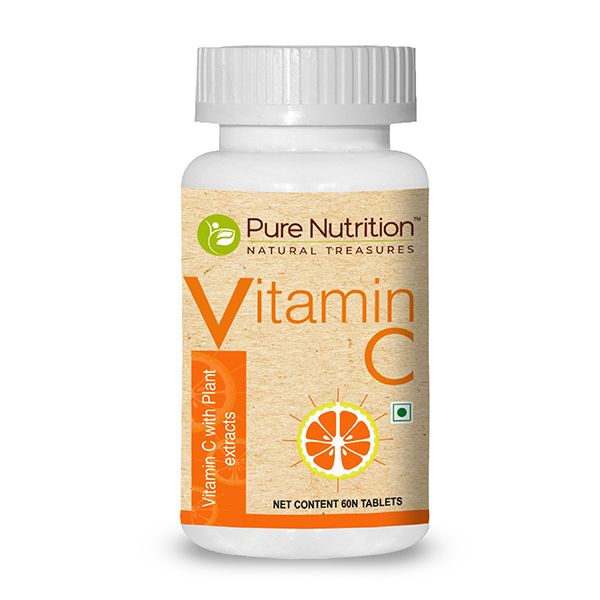 Pure Nutrition™
NATURAL TREASURES
Vitamin
C
Vitamin C with Plant
extracts
NET CONTENT 60N TABLETS